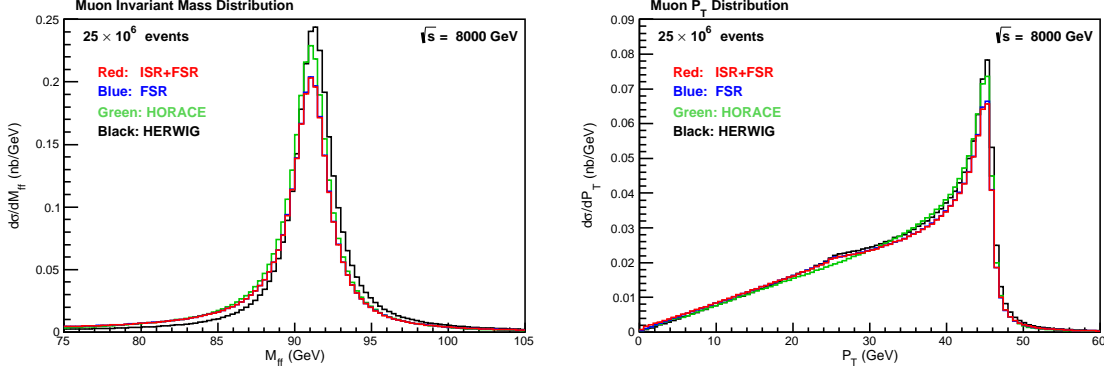 Muon Invariant Mass Distribution
25 × 10⁶ events
√s = 8000 GeV
Red: ISR+FSR
Blue: FSR
Green: HORACE
Black: HERWIG
dσ/dM_ff (nb/GeV)
0.25
0.2
0.15
0.1
0.05
0
75 80 85 90 95 100 105
M_ff (GeV)
Muon P_T Distribution
25 × 10⁶ events
√s = 8000 GeV
Red: ISR+FSR
Blue: FSR
Green: HORACE
Black: HERWIG
dσ/dP_T (nb/GeV)
0.09
0.08
0.07
0.06
0.05
0.04
0.03
0.02
0.01
0
0 10 20 30 40 50 60
P_T (GeV)